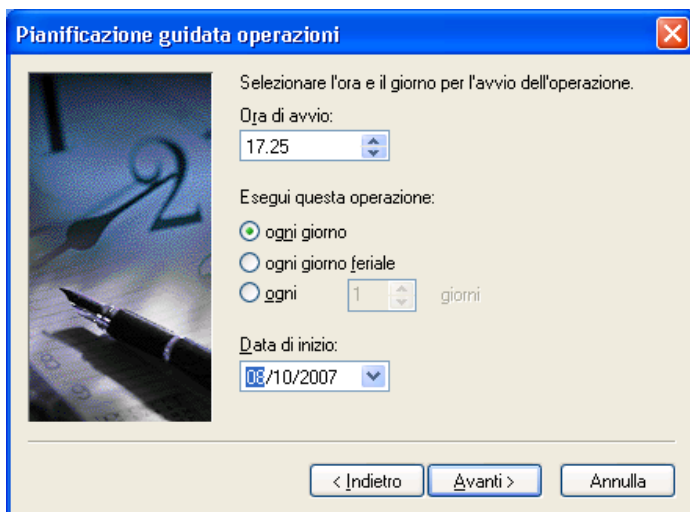 Pianificazione guidata operazioni
Selezionare l'ora e il giorno per l'avvio dell'operazione.
Ora di avvio:
17.25
Esegui questa operazione:
ogni giorno
ogni giorno feriale
ogni 1 giorni
Data di inizio:
08/10/2007
< Indietro Avanti > Annulla